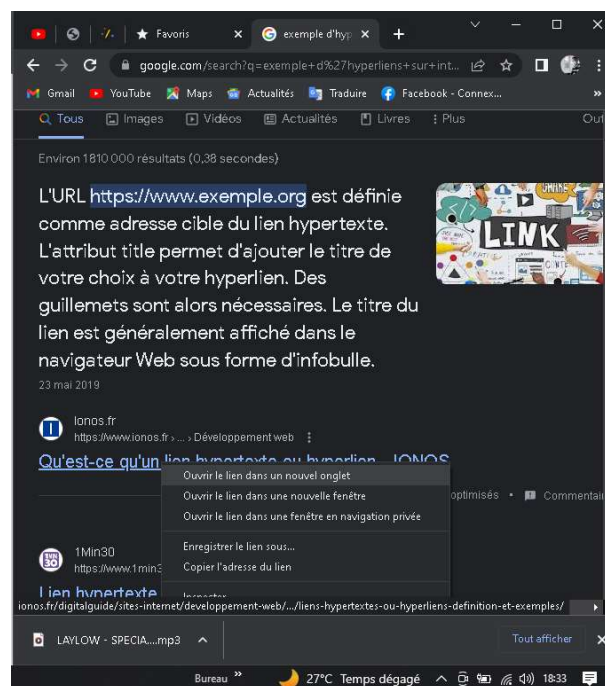 Favoris
exemple d'hyp
google.com/search?q=exemple+d%27hyperliens+sur+int...
Gmail YouTube Maps Actualités Traduire Facebook - Connex... »
Tous Images Vidéos Actualités Livres Plus Out
Environ 1 810 000 résultats (0,38 secondes)
L'URL https://www.exemple.org est définie
comme adresse cible du lien hypertexte.
L'attribut title permet d'ajouter le titre de
votre choix à votre hyperlien. Des
guillemets sont alors nécessaires. Le titre du
lien est généralement affiché dans le
navigateur Web sous forme d'infobulle.
23 mai 2019
LINK
Ionos.fr
https://www.ionos.fr › ... › Développement web
Qu'est-ce qu'un lien hypertexte ou hyperlien - IONOS
Ouvrir le lien dans un nouvel onglet
Ouvrir le lien dans une nouvelle fenêtre
Ouvrir le lien dans une fenêtre en navigation privée
Enregistrer le lien sous...
Copier l'adresse du lien
Inspecter
optimisés • Commentai
1Min30
https://www.1min3
Lien hypertexte
ionos.fr/digitalguide/sites-internet/developpement-web/.../liens-hypertextes-ou-hyperliens-definition-et-exemples/
LAYLOW - SPECIA....mp3
Tout afficher
Bureau » 27°C Temps dégagé 18:33